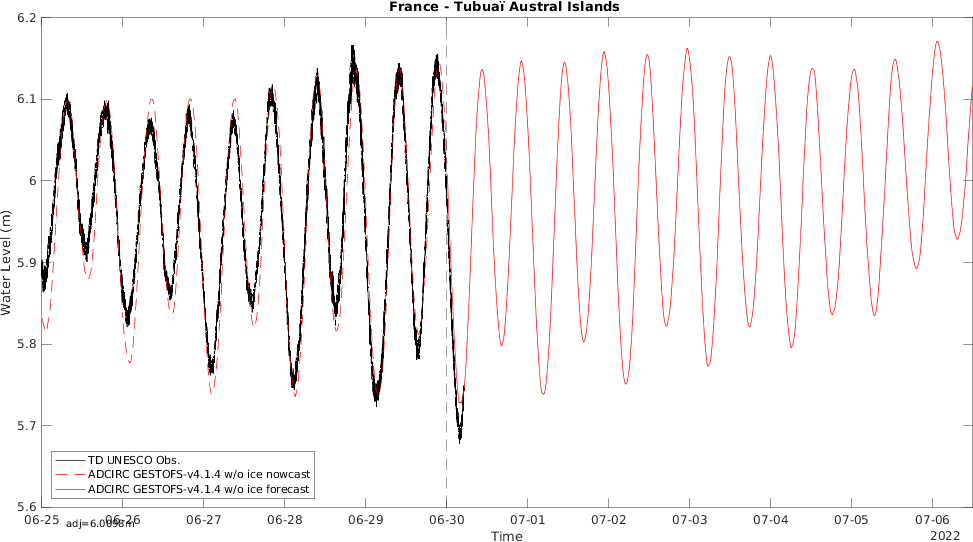 France - Tubuaï Austral Islands
6.2
6.1
6
5.9
5.8
5.7
5.6
Water Level (m)
TD UNESCO Obs.
ADCIRC GESTOFS-v4.1.4 w/o ice nowcast
ADCIRC GESTOFS-v4.1.4 w/o ice forecast
06-25 06-26 06-27 06-28 06-29 06-30 07-01 07-02 07-03 07-04 07-05 07-06
adj=6.0098m
Time
2022